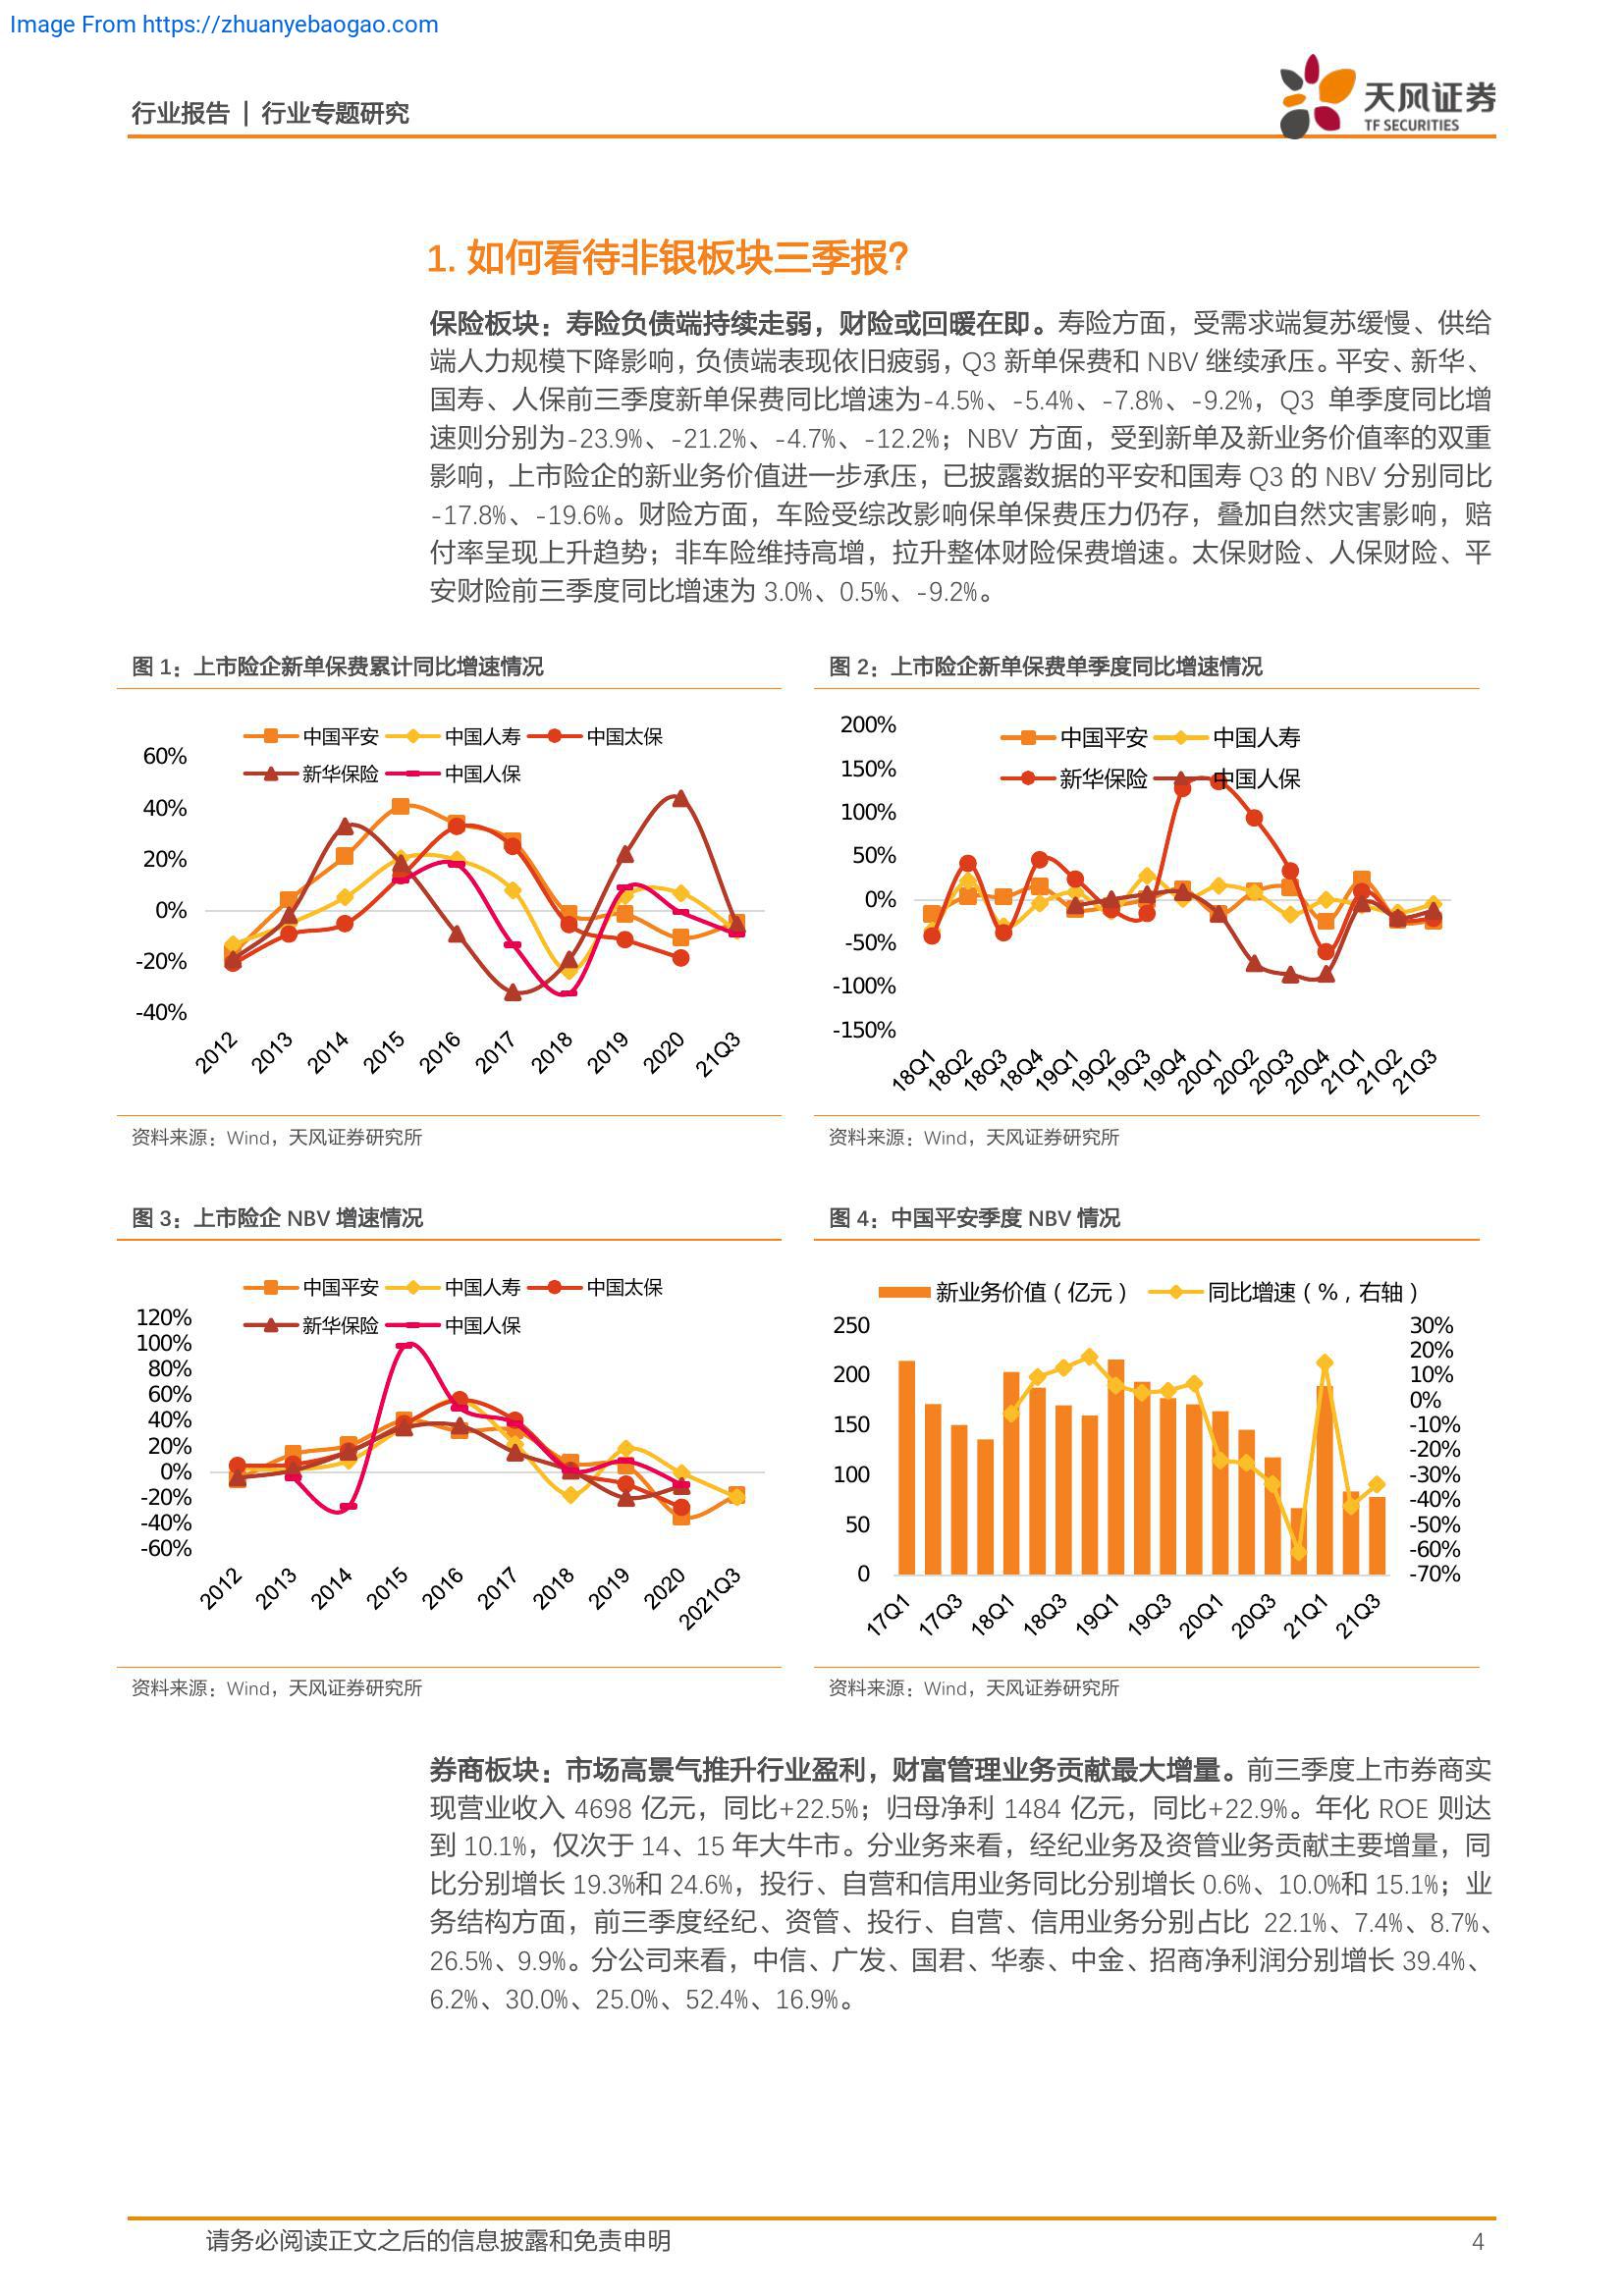 Image From https://zhuanyebaogao.com
行业报告 | 行业专题研究
天风证券
TF SECURITIES
1. 如何看待非银板块三季报？
保险板块：寿险负债端持续走弱，财险或回暖在即。寿险方面，受需求端复苏缓慢、供给
端人力规模下降影响，负债端表现依旧疲弱，Q3 新单保费和 NBV 继续承压。平安、新华、
国寿、人保前三季度新单保费同比增速为-4.5%、-5.4%、-7.8%、-9.2%，Q3 单季度同比增
速则分别为-23.9%、-21.2%、-4.7%、-12.2%；NBV 方面，受到新单及新业务价值率的双重
影响，上市险企的新业务价值进一步承压，已披露数据的平安和国寿 Q3 的 NBV 分别同比
-17.8%、-19.6%。财险方面，车险受综改影响保单保费压力仍存，叠加自然灾害影响，赔
付率呈现上升趋势；非车险维持高增，拉升整体财险保费增速。太保财险、人保财险、平
安财险前三季度同比增速为 3.0%、0.5%、-9.2%。
图 1：上市险企新单保费累计同比增速情况
中国平安 中国人寿 中国太保
新华保险 中国人保
60%
40%
20%
0%
-20%
-40%
2012 2013 2014 2015 2016 2017 2018 2019 2020 21Q3
资料来源：Wind，天风证券研究所
图 2：上市险企新单保费单季度同比增速情况
中国平安 中国人寿
新华保险 中国人保
200%
150%
100%
50%
0%
-50%
-100%
-150%
18Q1 18Q2 18Q3 18Q4 19Q1 19Q2 19Q3 19Q4 20Q1 20Q2 20Q3 20Q4 21Q1 21Q2 21Q3
资料来源：Wind，天风证券研究所
图 3：上市险企 NBV 增速情况
中国平安 中国人寿 中国太保
新华保险 中国人保
120%
100%
80%
60%
40%
20%
0%
-20%
-40%
-60%
2012 2013 2014 2015 2016 2017 2018 2019 2020 2021Q3
资料来源：Wind，天风证券研究所
图 4：中国平安季度 NBV 情况
新业务价值（亿元） 同比增速（%，右轴）
250
200
150
100
50
0
30%
20%
10%
0%
-10%
-20%
-30%
-40%
-50%
-60%
-70%
17Q1 17Q3 18Q1 18Q3 19Q1 19Q3 20Q1 20Q3 21Q1 21Q3
资料来源：Wind，天风证券研究所
券商板块：市场高景气推升行业盈利，财富管理业务贡献最大增量。前三季度上市券商实
现营业收入 4698 亿元，同比+22.5%；归母净利 1484 亿元，同比+22.9%。年化 ROE 则达
到 10.1%，仅次于 14、15 年大牛市。分业务来看，经纪业务及资管业务贡献主要增量，同
比分别增长 19.3%和 24.6%，投行、自营和信用业务同比分别增长 0.6%、10.0%和 15.1%；业
务结构方面，前三季度经纪、资管、投行、自营、信用业务分别占比 22.1%、7.4%、8.7%、
26.5%、9.9%。分公司来看，中信、广发、国君、华泰、中金、招商净利润分别增长 39.4%、
6.2%、30.0%、25.0%、52.4%、16.9%。
请务必阅读正文之后的信息披露和免责申明
4